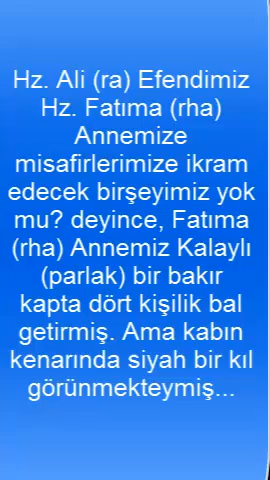 Hz. Ali (ra) Efendimiz
Hz. Fatıma (rha)
Annemize
misafirlerimize ikram
edecek birşeyimiz yok
mu? deyince, Fatıma
(rha) Annemiz Kalaylı
(parlak) bir bakır
kapta dört kişilik bal
getirmiş. Ama kabın
kenarında siyah bir kıl
görünmekteymiş...